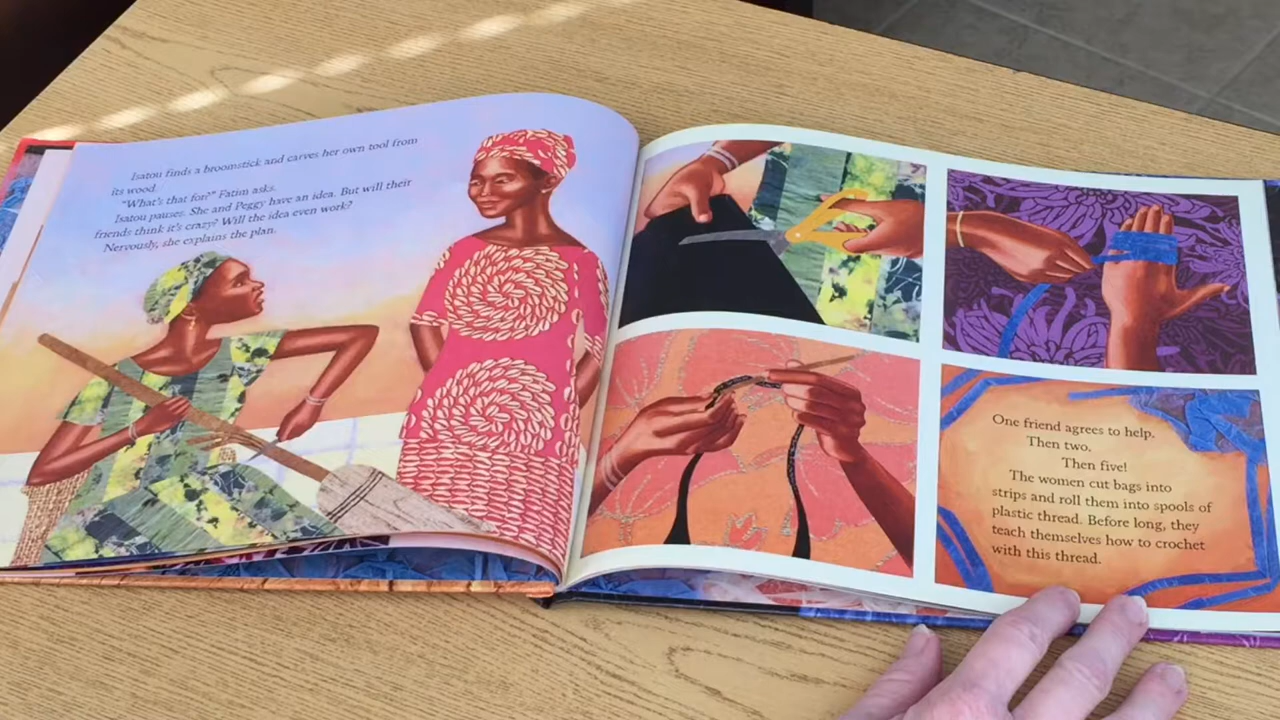 Isatou finds a broomstick and carves her own tool from
its wood.
"What's that for?" Fatim asks.
Isatou pauses. She and Peggy have an idea. But will their
friends think it's crazy? Will the idea even work?
Nervously, she explains the plan.
One friend agrees to help.
Then two.
Then five!
The women cut bags into
strips and roll them into spools of
plastic thread. Before long, they
teach themselves how to crochet
with this thread.